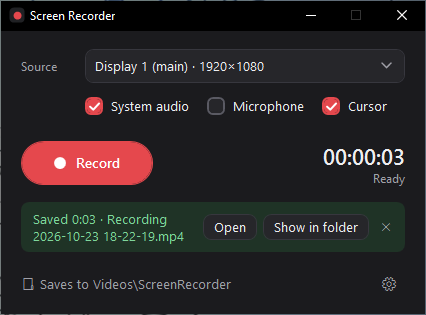 Screen Recorder
Source
Display 1 (main) · 1920×1080
System audio
Microphone
Cursor
Record
00:00:03
Ready
Saved 0:03 · Recording
2026-10-23 18-22-19.mp4
Open
Show in folder
Saves to Videos\ScreenRecorder